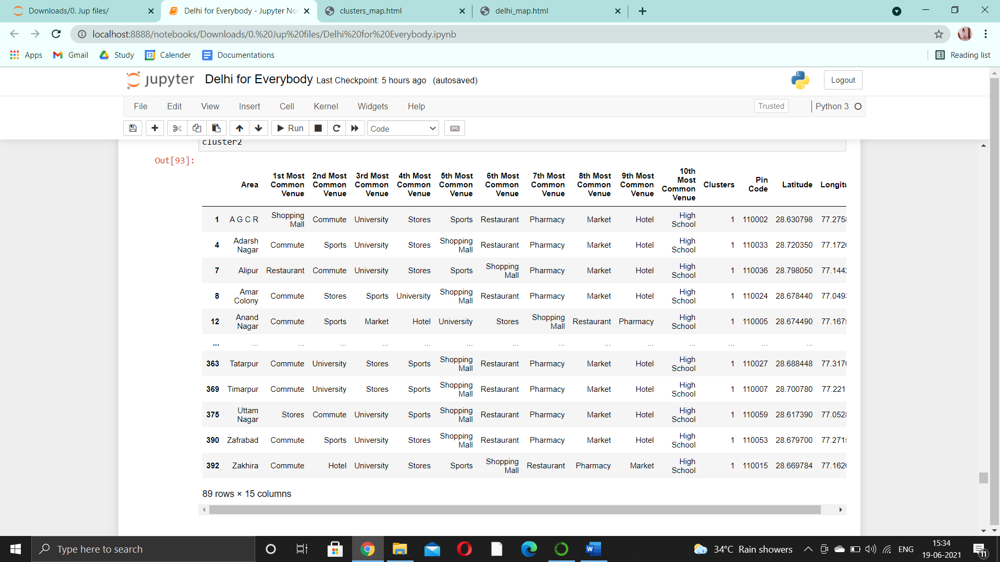 Downloads/0. Jup files/
Delhi for Everybody - Jupyter No
clusters_map.html
delhi_map.html
localhost:8888/notebooks/Downloads/0.%20Jup%20files/Delhi%20for%20Everybody.ipynb
Apps Gmail Study 13 Calender Documentations Reading list
jupyter Delhi for Everybody Last Checkpoint: 5 hours ago (autosaved) Logout
File Edit View Insert Cell Kernel Widgets Help Trusted Python 3
Run Code
cluster2
Out[93]:
Area 1st Most Common Venue 2nd Most Common Venue 3rd Most Common Venue 4th Most Common Venue 5th Most Common Venue 6th Most Common Venue 7th Most Common Venue 8th Most Common Venue 9th Most Common Venue 10th Most Common Venue Clusters Pin Code Latitude Longitu
1 A G C R Shopping Mall Commute University Stores Sports Restaurant Pharmacy Market Hotel High School 1 110002 28.630798 77.275
4 Adarsh Nagar Commute Sports University Stores Shopping Mall Restaurant Pharmacy Market Hotel High School 1 110033 28.720350 77.172
7 Alipur Restaurant Commute University Stores Sports Shopping Mall Pharmacy Market Hotel High School 1 110036 28.798050 77.144
8 Amar Colony Commute Stores Sports University Shopping Mall Restaurant Pharmacy Market Hotel High School 1 110024 28.678440 77.049
12 Anand Nagar Commute Sports Market Hotel University Stores Shopping Mall Restaurant Pharmacy High School 1 110005 28.674490 77.167
... ... ... ... ... ... ... ... ... ... ... ... ... ... ...
363 Tatarpur Commute University Stores Sports Shopping Mall Restaurant Pharmacy Market Hotel High School 1 110027 28.688448 77.317
369 Timarpur Commute University Stores Sports Shopping Mall Restaurant Pharmacy Market Hotel High School 1 110007 28.700780 77.221
375 Uttam Nagar Stores Commute University Sports Shopping Mall Restaurant Pharmacy Market Hotel High School 1 110059 28.617390 77.052
390 Zafrabad Commute Sports University Stores Shopping Mall Restaurant Pharmacy Market Hotel High School 1 110053 28.679700 77.271
392 Zakhira Commute Hotel University Stores Sports Shopping Mall Restaurant Pharmacy Market High School 1 110015 28.669784 77.162
89 rows × 15 columns
Type here to search
34°C Rain showers
ENG
15:34
19-06-2021
11